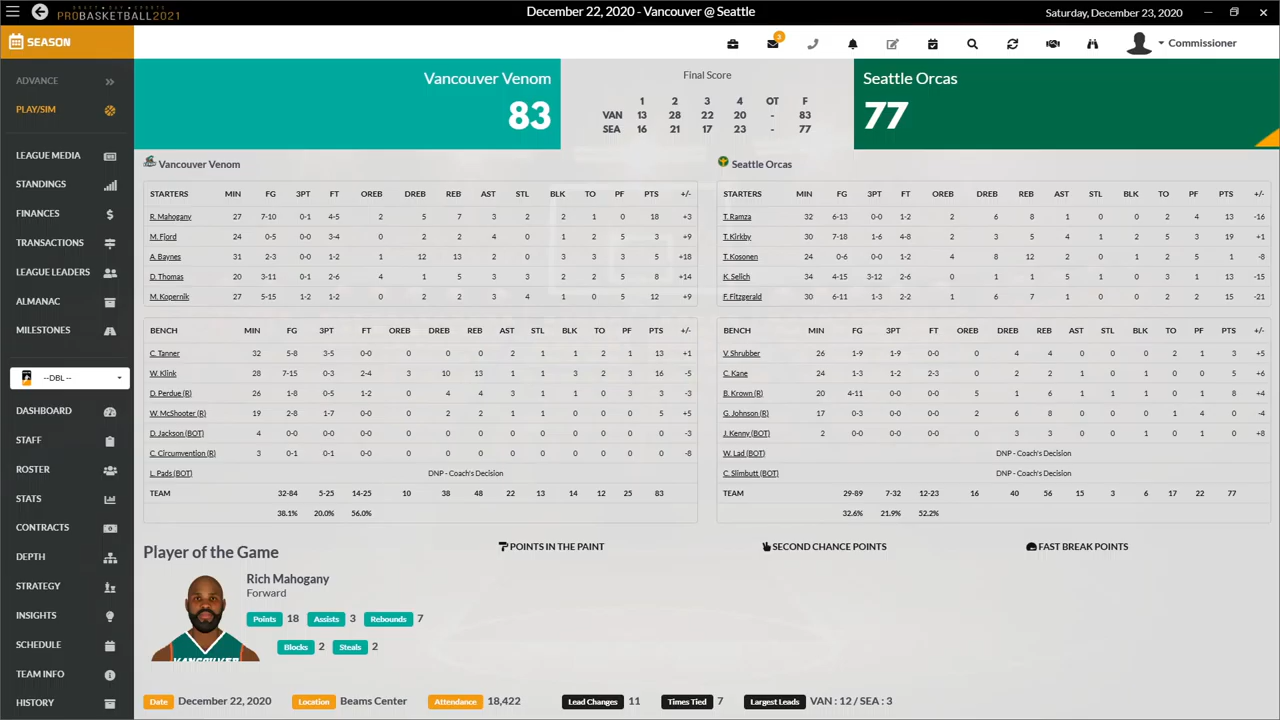 DRAFT • DAY • SPORTS
PROBASKETBALL2021
December 22, 2020 - Vancouver @ Seattle
Saturday, December 23, 2020
SEASON
3
Commissioner
ADVANCE
PLAY/SIM
LEAGUE MEDIA
STANDINGS
FINANCES
TRANSACTIONS
LEAGUE LEADERS
ALMANAC
MILESTONES
--DBL --
DASHBOARD
STAFF
ROSTER
STATS
CONTRACTS
DEPTH
STRATEGY
INSIGHTS
SCHEDULE
TEAM INFO
HISTORY
Vancouver Venom
83
Final Score
1 2 3 4 OT F
VAN 13 28 22 20 - 83
SEA 16 21 17 23 - 77
Seattle Orcas
77
Vancouver Venom
STARTERS MIN FG 3PT FT OREB DREB REB AST STL BLK TO PF PTS +/-
R. Mahogany 27 7-10 0-1 4-5 2 5 7 3 2 2 1 0 18 +3
M. Fjord 24 0-5 0-0 3-4 0 2 2 4 0 1 2 5 3 +9
A. Baynes 31 2-3 0-0 1-2 1 12 13 2 0 3 3 3 5 +18
D. Thomas 20 3-11 0-1 2-6 4 1 5 3 3 2 2 5 8 +14
M. Kopernik 27 5-15 1-2 1-2 0 2 2 3 4 1 0 5 12 +9
BENCH MIN FG 3PT FT OREB DREB REB AST STL BLK TO PF PTS +/-
C. Tanner 32 5-8 3-5 0-0 0 0 0 2 1 1 2 1 13 +1
W. Klink 28 7-15 0-3 2-4 3 10 13 1 1 3 2 3 16 -5
D. Perdue (R) 26 1-8 0-5 1-2 0 4 4 3 1 1 0 3 3 -3
W. McShooter (R) 19 2-8 1-7 0-0 0 2 2 1 1 0 0 0 5 +5
D. Jackson (BOT) 4 0-0 0-0 0-0 0 0 0 0 0 0 0 0 0 -3
C. Circumvention (R) 3 0-1 0-1 0-0 0 0 0 0 0 0 0 0 0 -8
L. Pads (BOT) DNP - Coach's Decision
TEAM 32-84 5-25 14-25 10 38 48 22 13 14 12 25 83
38.1% 20.0% 56.0%
Seattle Orcas
STARTERS MIN FG 3PT FT OREB DREB REB AST STL BLK TO PF PTS +/-
T. Ramza 32 6-13 0-0 1-2 2 6 8 1 0 0 2 4 13 -16
T. Kirkby 30 7-18 1-6 4-8 2 3 5 4 1 2 5 3 19 +1
T. Kosonen 24 0-6 0-0 1-2 4 8 12 2 0 1 2 5 1 -8
K. Selich 28 4-15 3-12 2-6 0 1 1 5 1 0 3 1 13 -15
F. Fitzgerald 30 6-11 1-3 2-2 1 6 7 1 0 0 2 2 15 -21
BENCH MIN FG 3PT FT OREB DREB REB AST STL BLK TO PF PTS +/-
V. Shrubber 26 1-9 1-9 0-0 0 4 4 0 0 0 2 1 3 +5
C. Kane 24 1-3 1-2 2-3 0 2 2 1 0 1 0 1 5 +6
B. Krown (R) 20 4-11 0-0 0-0 5 1 6 1 1 1 0 1 8 +4
G. Johnson (R) 17 0-3 0-0 0-0 2 6 8 0 0 0 1 4 0 -4
J. Kenny (BOT) 2 0-0 0-0 0-0 0 3 3 0 0 1 0 1 0 +8
W. Lad (BOT) DNP - Coach's Decision
C. Slimbutt (BOT) DNP - Coach's Decision
TEAM 29-89 7-32 12-23 16 40 56 15 3 6 17 22 77
32.6% 21.9% 52.2%
Player of the Game
Rich Mahogany
Forward
Points 18 Assists 3 Rebounds 7
Blocks 2 Steals 2
VANCOUVER
POINTS IN THE PAINT
SECOND CHANCE POINTS
FAST BREAK POINTS
Date December 22, 2020 Location Beams Center Attendance 18,422 Lead Changes 11 Times Tied 7 Largest Leads VAN : 12 / SEA : 3